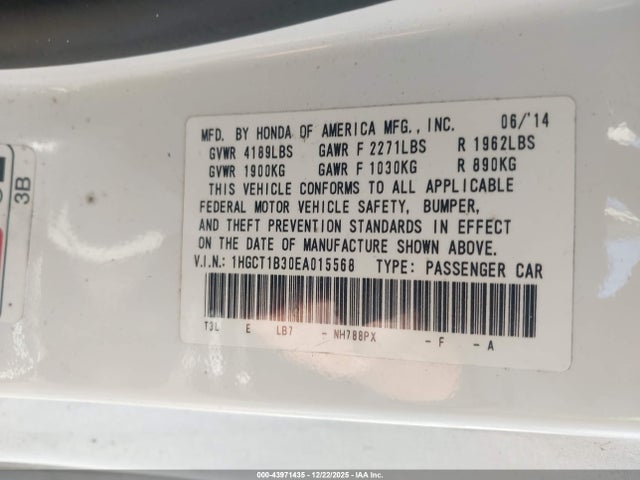 MFD. BY HONDA OF AMERICA MFG., INC. 06/'14
GVWR 4189LBS GAWR F 2271LBS R 1962LBS
GVWR 1900KG GAWR F 1030KG R 890KG
THIS VEHICLE CONFORMS TO ALL APPLICABLE
FEDERAL MOTOR VEHICLE SAFETY, BUMPER,
AND THEFT PREVENTION STANDARDS IN EFFECT
ON THE DATE OF MANUFACTURE SHOWN ABOVE.
V.I.N.: 1HGCT1B30EA015568 TYPE: PASSENGER CAR
T3L E LB7 - NH788PX - F - A
3B
00-43971435 - 12/22/2025 - IAA Inc.